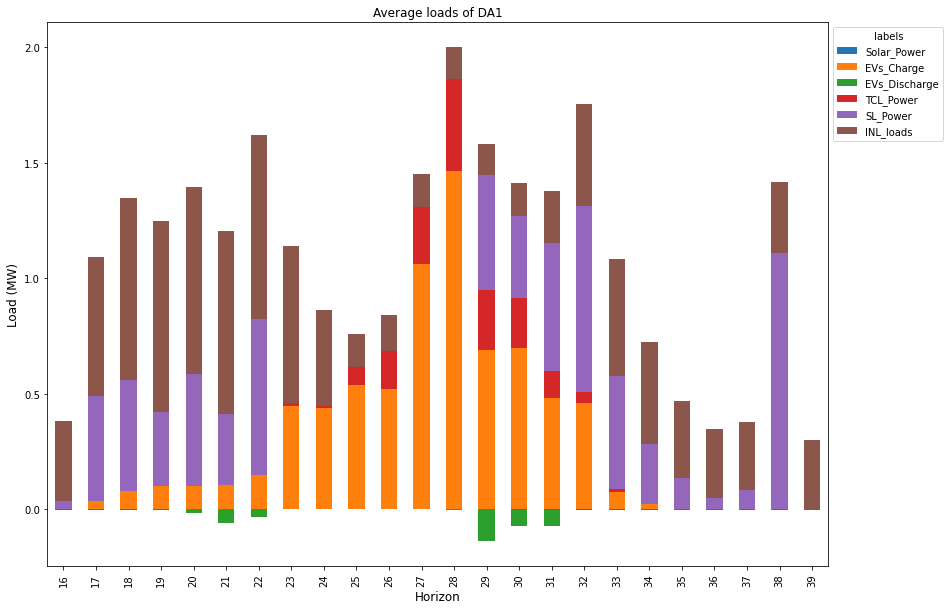 Average loads of DA1
labels
Solar_Power
EVs_Charge
EVs_Discharge
TCL_Power
SL_Power
INL_loads
Load (MW)
2.0
1.5
1.0
0.5
0.0
16 17 18 19 20 21 22 23 24 25 26 27 28 29 30 31 32 33 34 35 36 37 38 39
Horizon